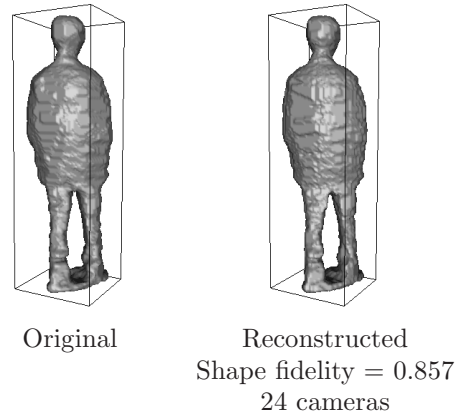 Original
Reconstructed
Shape fidelity = 0.857
24 cameras